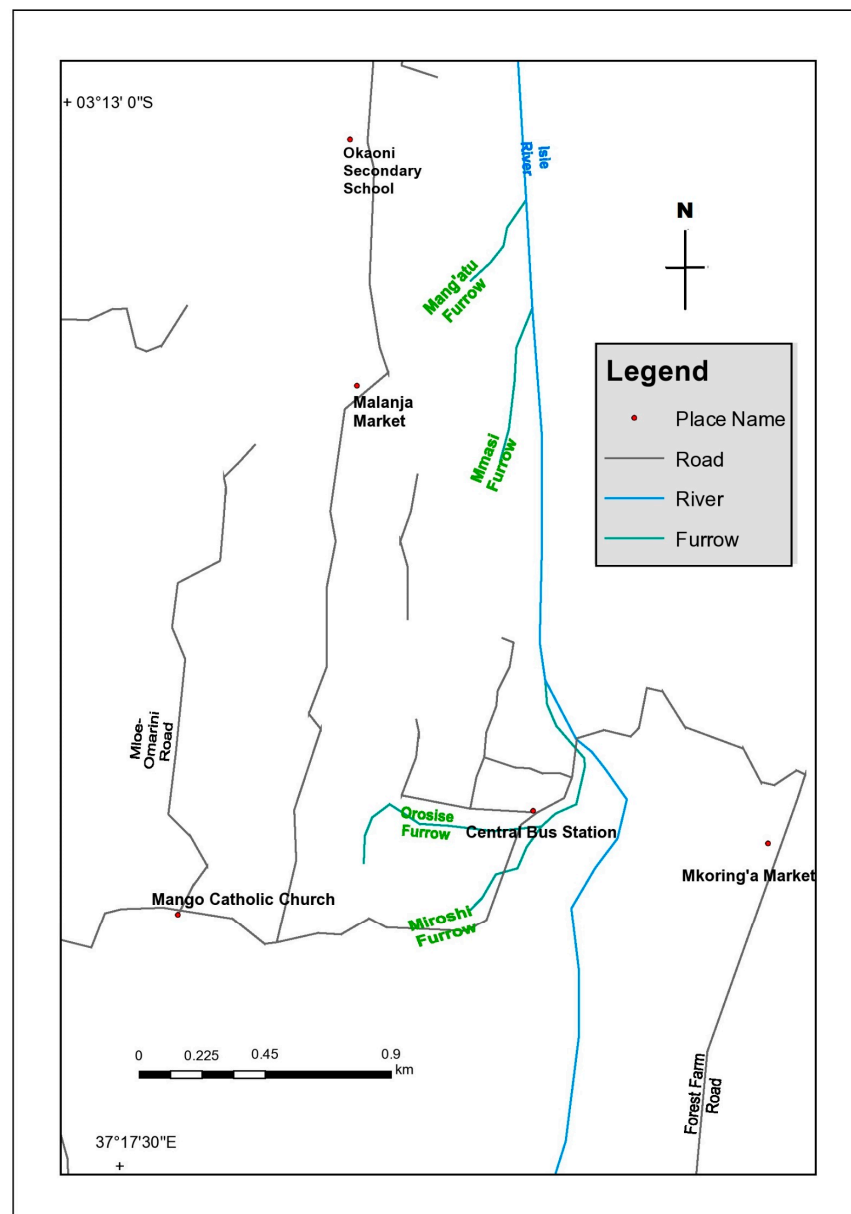 + 03°13' 0"S
Okaoni
Secondary
School
Isle
River
N
Mang'atu
Furrow
Legend
Place Name
Road
River
Furrow
Malanja
Market
Mmasi
Furrow
Mloe-
Omarini
Road
Orosise
Furrow
Central Bus Station
Mkoring'a Market
Mango Catholic Church
Miroshi
Furrow
0 0.225 0.45 0.9
km
Forest Farm
Road
37°17'30"E
+